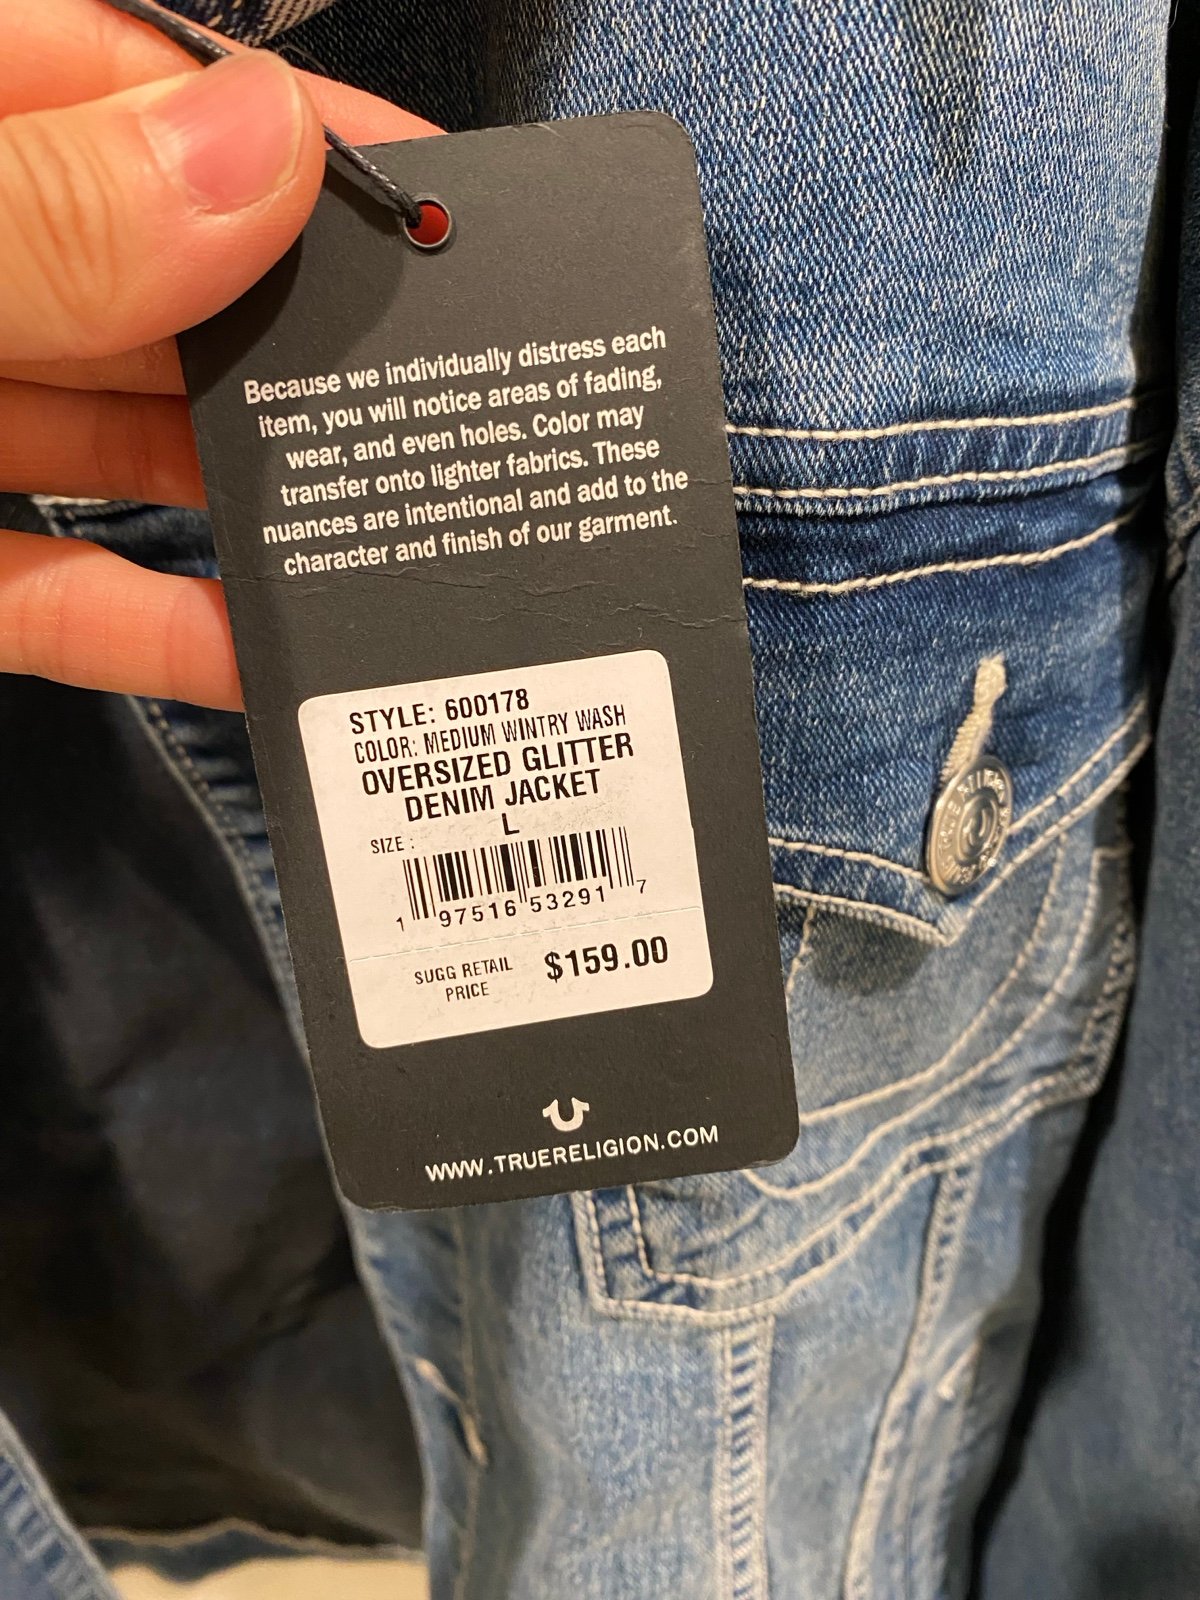 Because we individually distress each
item, you will notice areas of fading,
wear, and even holes. Color may
transfer onto lighter fabrics. These
nuances are intentional and add to the
character and finish of our garment.
STYLE: 600178
COLOR: MEDIUM WINTRY WASH
OVERSIZED GLITTER
DENIM JACKET
L
SIZE :
1 97516 53291 7
SUGG RETAIL $159.00
PRICE
WWW.TRUERELIGION.COM